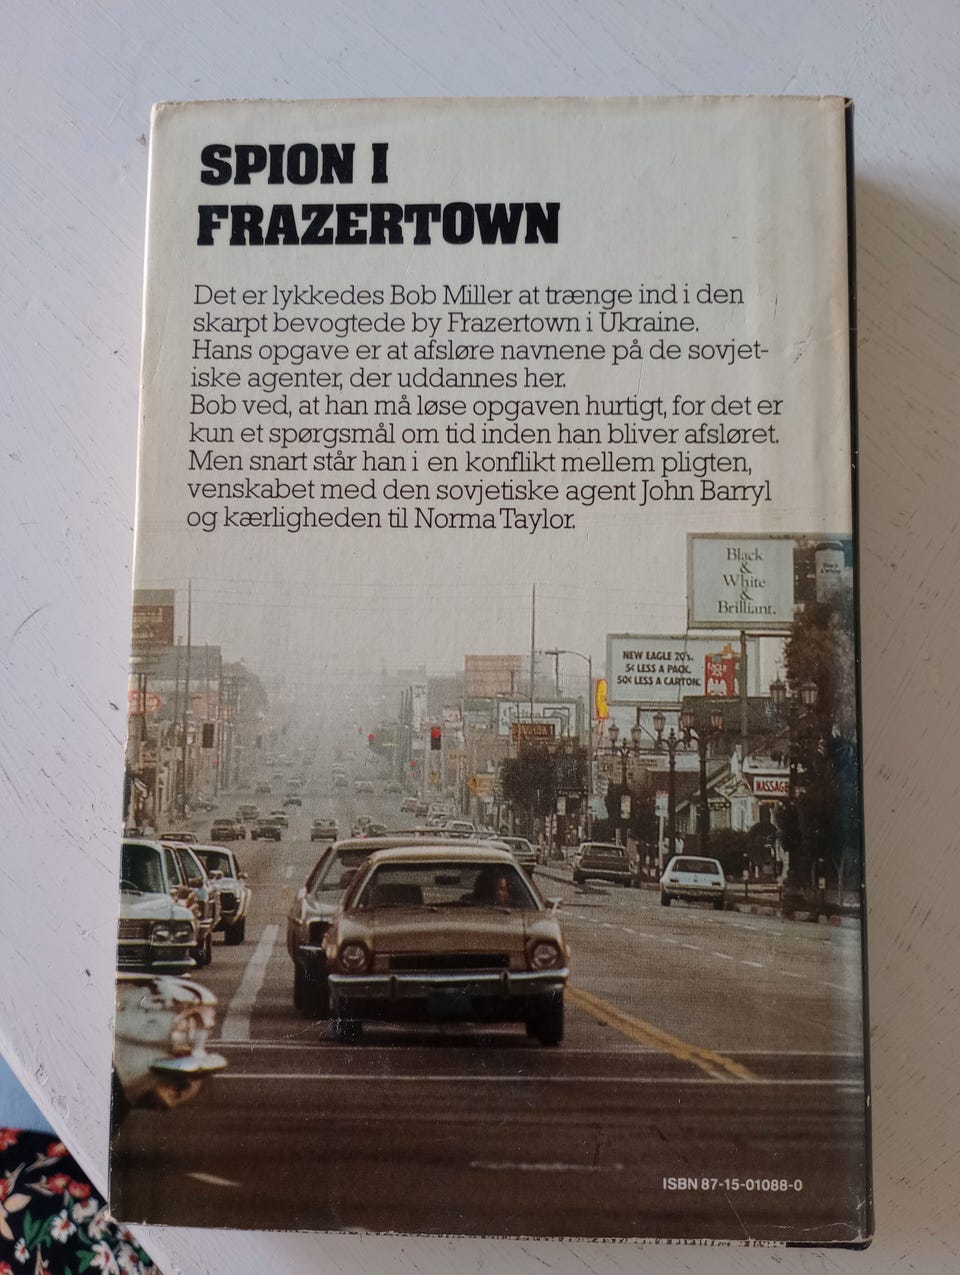 SPION I
FRAZERTOWN
Det er lykkedes Bob Miller at trænge ind i den
skarpt bevogtede by Frazertown i Ukraine.
Hans opgave er at afsløre navnene på de sovjet-
iske agenter, der uddannes her.
Bob ved, at han må løse opgaven hurtigt, for det er
kun et spørgsmål om tid inden han bliver afsløret.
Men snart står han i en konflikt mellem pligten,
venskabet med den sovjetiske agent John Barryl
og kærligheden til Norma Taylor.
Black
&
White
&
Brilliant.
NEW EAGLE 20's.
5¢ LESS A PACK.
50¢ LESS A CARTON.
EAGLE
MASSAGE
ISBN 87-15-01088-0